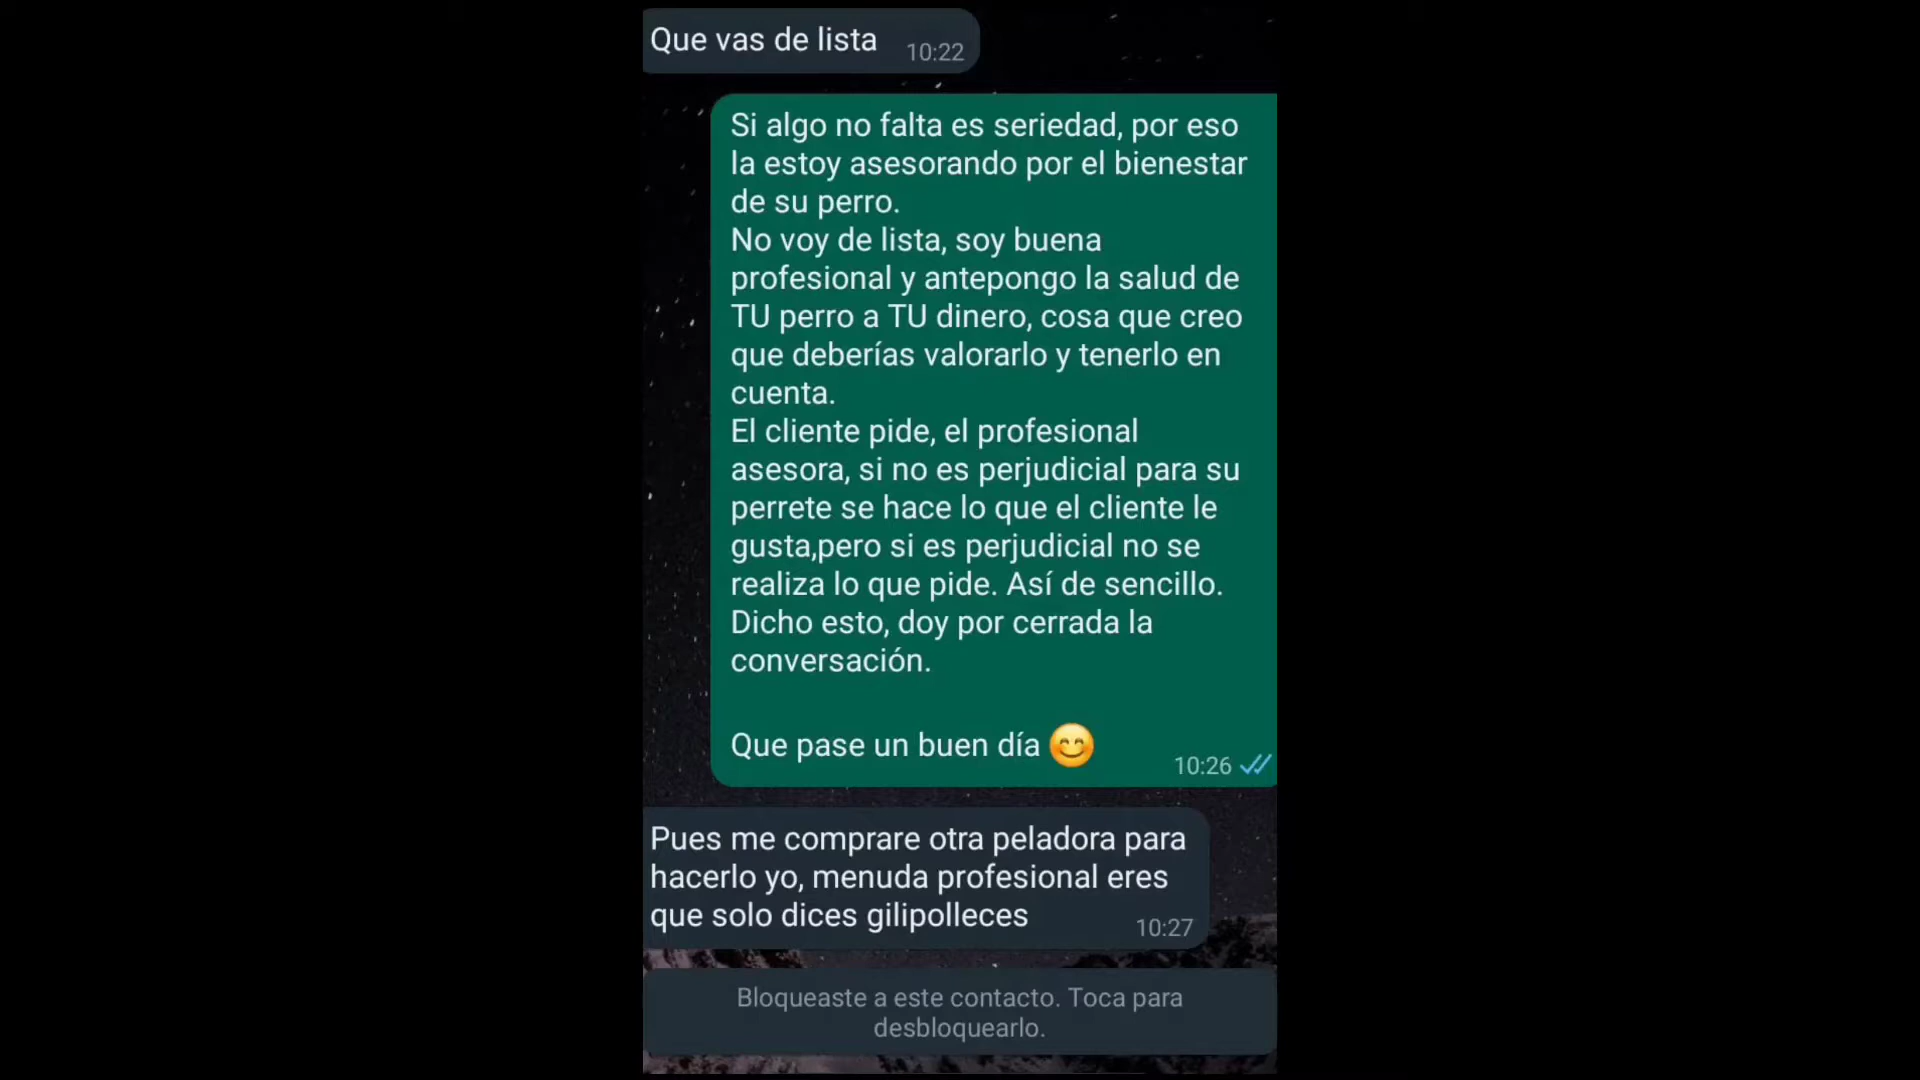 Que vas de lista
10:22
Si algo no falta es seriedad, por eso
la estoy asesorando por el bienestar
de su perro.
No voy de lista, soy buena
profesional y antepongo la salud de
TU perro a TU dinero, cosa que creo
que deberías valorarlo y tenerlo en
cuenta.
El cliente pide, el profesional
asesora, si no es perjudicial para su
perrete se hace lo que el cliente le
gusta,pero si es perjudicial no se
realiza lo que pide. Así de sencillo.
Dicho esto, doy por cerrada la
conversación.
Que pase un buen día 😊
10:26
Pues me comprare otra peladora para
hacerlo yo, menuda profesional eres
que solo dices gilipolleces
10:27
Bloqueaste a este contacto. Toca para
desbloquearlo.